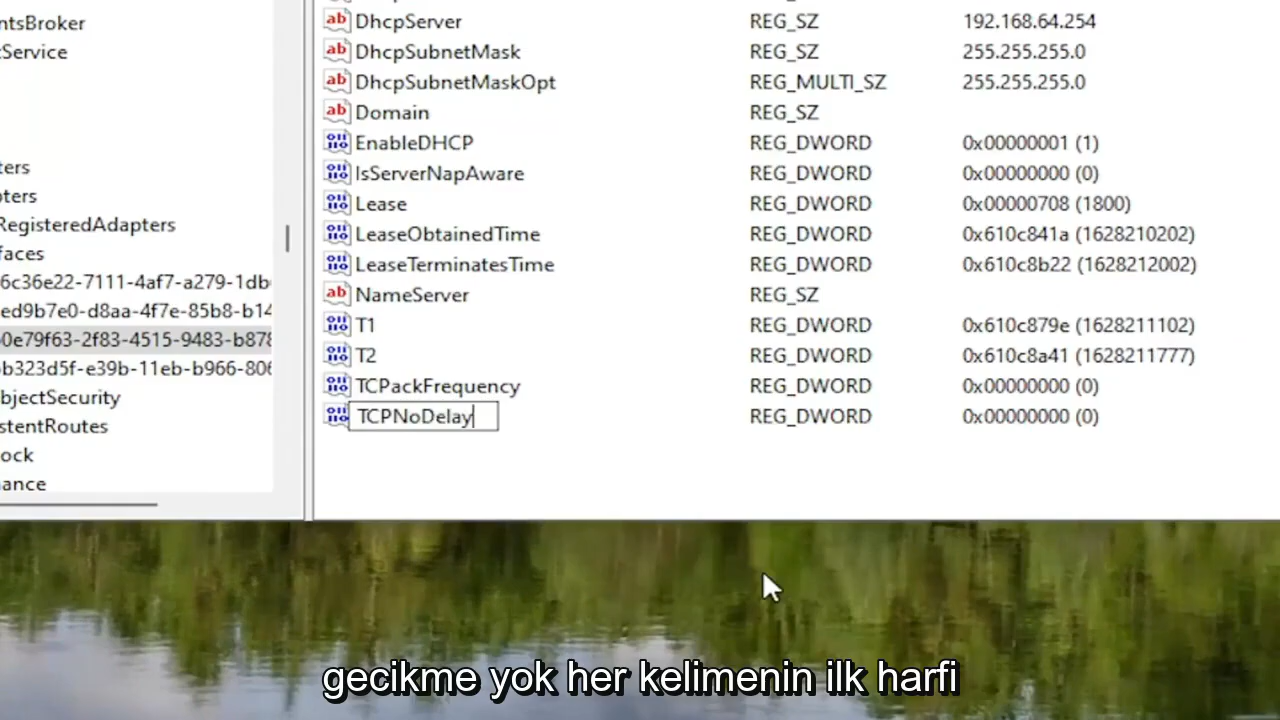 ntsBroker
tService
ters
oters
RegisteredAdapters
faces
6c36e22-7111-4af7-a279-1db
ed9b7e0-d8aa-4f7e-85b8-b14
0e79f63-2f83-4515-9483-b878
b323d5f-e39b-11eb-b966-806
bjectSecurity
stentRoutes
ock
nance
DhcpServer REG_SZ 192.168.64.254
DhcpSubnetMask REG_SZ 255.255.255.0
DhcpSubnetMaskOpt REG_MULTI_SZ 255.255.255.0
Domain REG_SZ
EnableDHCP REG_DWORD 0x00000001 (1)
IsServerNapAware REG_DWORD 0x00000000 (0)
Lease REG_DWORD 0x00000708 (1800)
LeaseObtainedTime REG_DWORD 0x610c841a (1628210202)
LeaseTerminatesTime REG_DWORD 0x610c8b22 (1628212002)
NameServer REG_SZ
T1 REG_DWORD 0x610c879e (1628211102)
T2 REG_DWORD 0x610c8a41 (1628211777)
TCPackFrequency REG_DWORD 0x00000000 (0)
TCPNoDelay REG_DWORD 0x00000000 (0)
gecikme yok her kelimenin ilk harfi